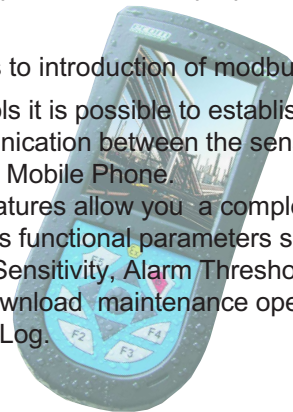 s to introduction of modbu
ls it is possible to establis
nication between the sen
Mobile Phone.
atures allow you a comple
s functional parameters s
Sensitivity, Alarm Thresho
wnload maintenance ope
Log.
F2
F3
F4